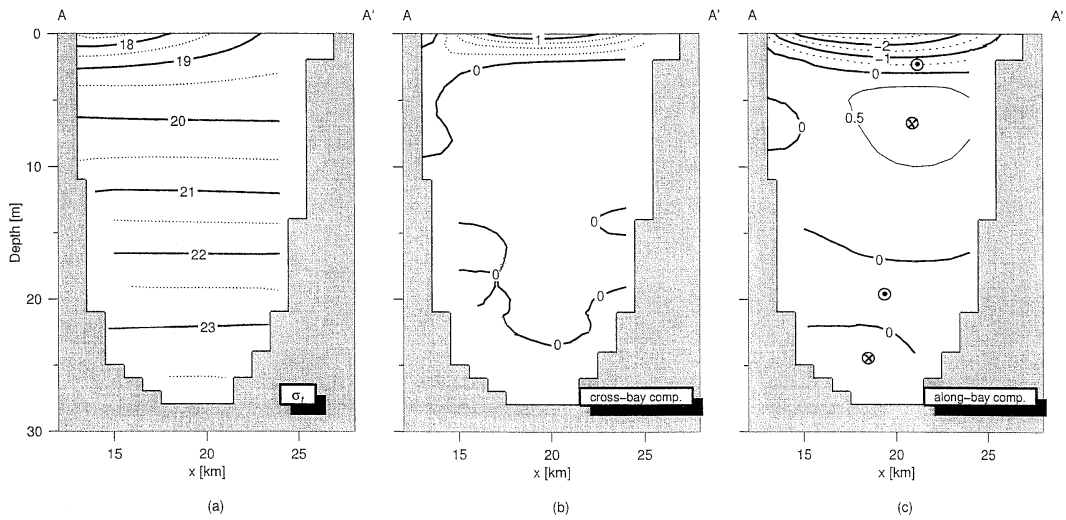 A A' A A' A A'
0 18 1 −2
19 0 −1
0
20 0.5 0
10
21
0
Depth [m]
22 0
0
20 0
23 0
0
σt cross−bay comp. along−bay comp.
30
15 20 25 15 20 25 15 20 25
x [km] x [km] x [km]
(a) (b) (c)